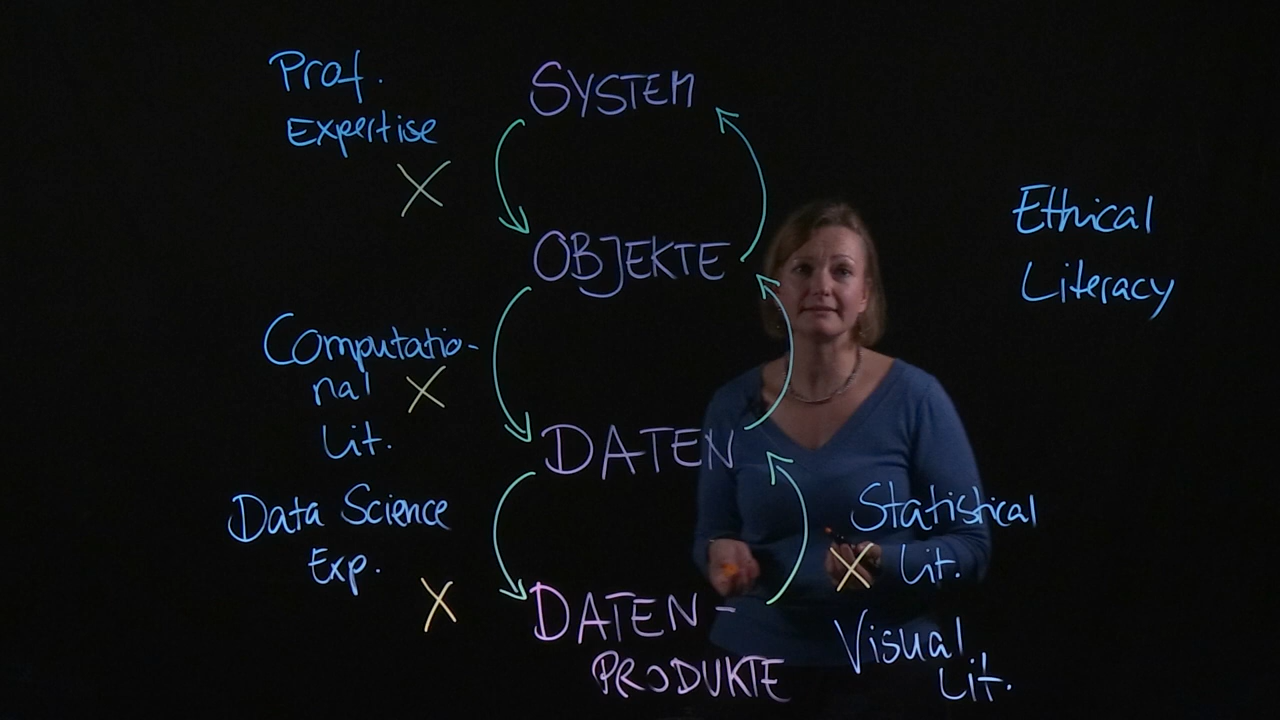 Prof.
Expertise
X
SYSTEM
OBJEKTE
Ethical
Literacy
Computatio-
nal X
Lit.
DATEN
Data Science
Exp.
X
DATEN-
PRODUKTE
Statistical
X Lit.
Visual
Lit.